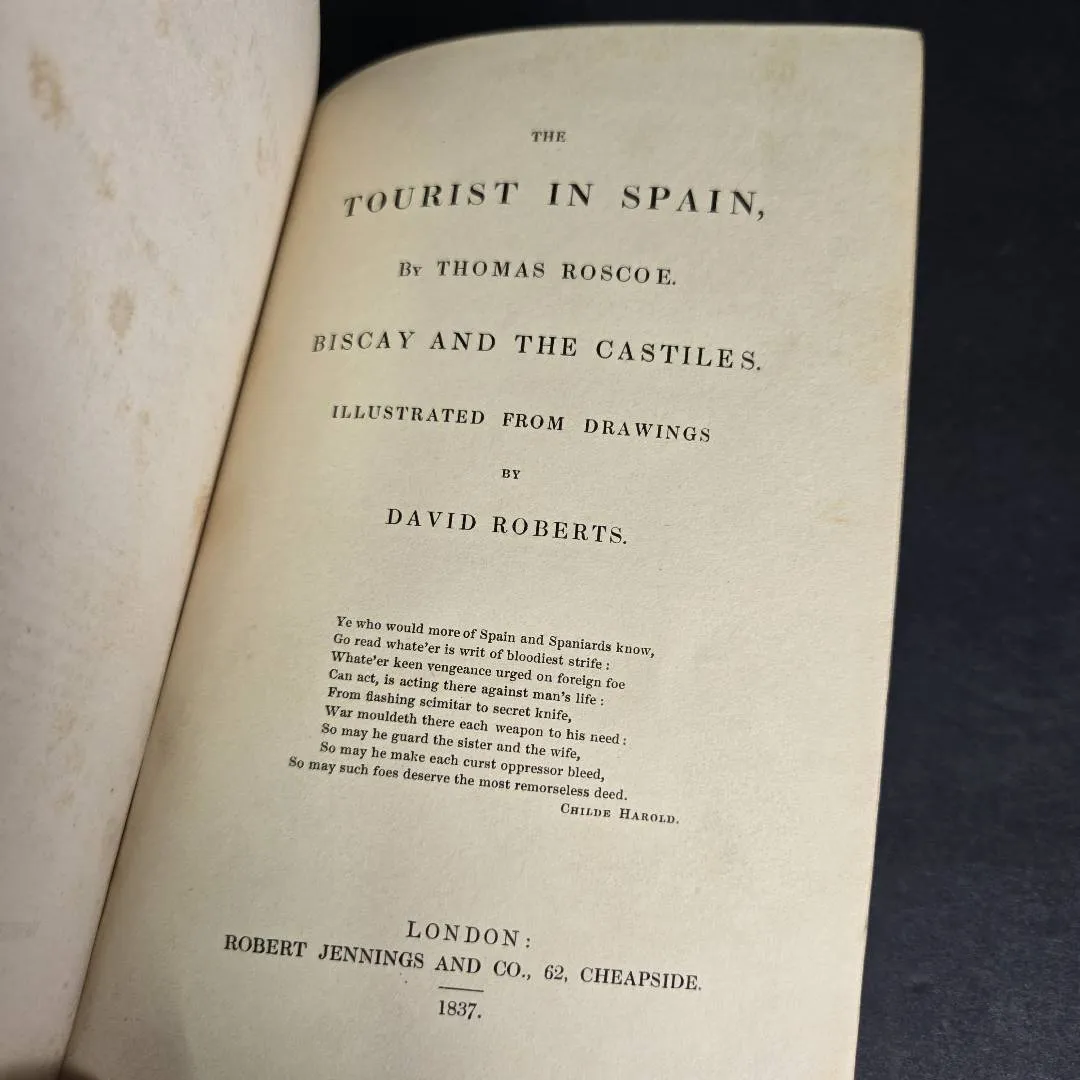 THE
TOURIST IN SPAIN,
BY THOMAS ROSCOE.
BISCAY AND THE CASTILES.
ILLUSTRATED FROM DRAWINGS
BY
DAVID ROBERTS.
Ye who would more of Spain and Spaniards know,
Go read whate'er is writ of bloodiest strife :
Whate'er keen vengeance urged on foreign foe
Can act, is acting there against man's life :
From flashing scimitar to secret knife,
War mouldeth there each weapon to his need :
So may he guard the sister and the wife,
So may he make each curst oppressor bleed,
So may such foes deserve the most remorseless deed.
CHILDE HAROLD.
LONDON :
ROBERT JENNINGS AND CO., 62, CHEAPSIDE.
1837.